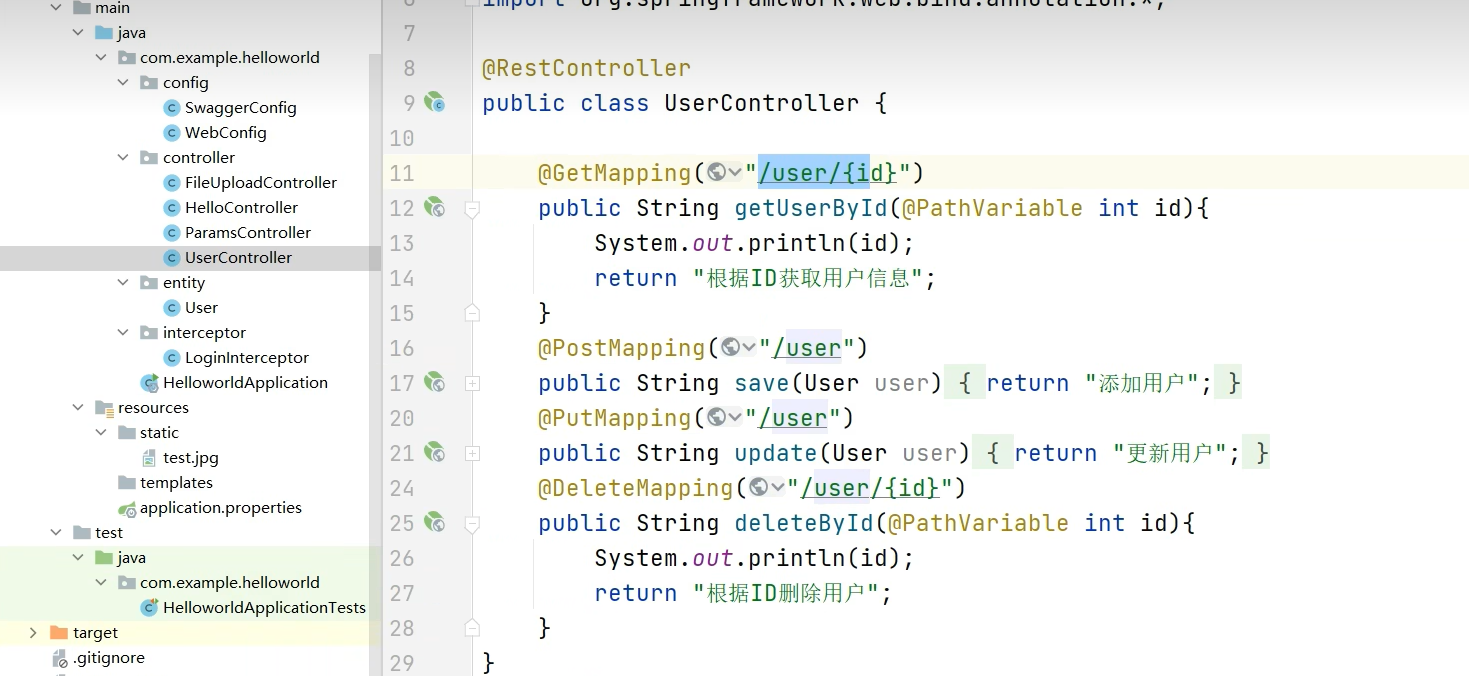 main
java
com.example.helloworld
config
SwaggerConfig
WebConfig
controller
FileUploadController
HelloController
ParamsController
UserController
entity
User
interceptor
LoginInterceptor
HelloworldApplication
resources
static
test.jpg
templates
application.properties
test
java
com.example.helloworld
HelloworldApplicationTests
target
.gitignore
6 import org.springframework.web.bind.annotation.*;
7
8 @RestController
9 public class UserController {
10
11 @GetMapping("/user/{id}")
12 public String getUserById(@PathVariable int id){
13 System.out.println(id);
14 return "根据ID获取用户信息";
15 }
16 @PostMapping("/user")
17 public String save(User user) { return "添加用户"; }
20 @PutMapping("/user")
21 public String update(User user) { return "更新用户"; }
24 @DeleteMapping("/user/{id}")
25 public String deleteById(@PathVariable int id){
26 System.out.println(id);
27 return "根据ID删除用户";
28 }
29 }